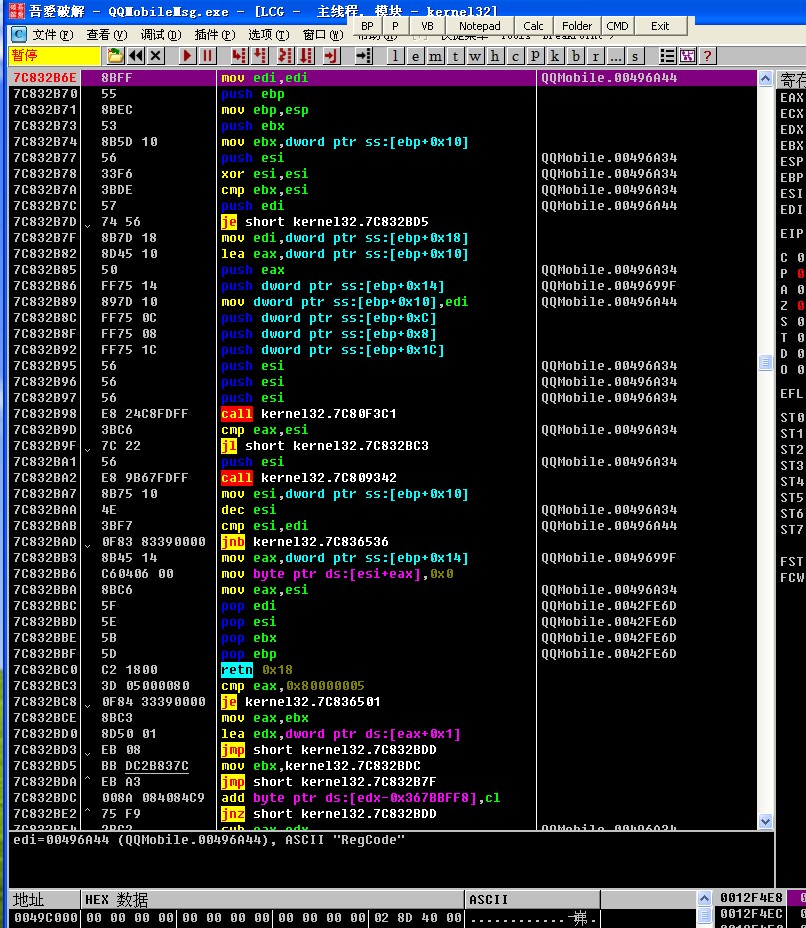 吾愛破解 - QQMobileMsg.exe - [LCG - 主线程, 模块 - kernel32]
BP P VB Notepad Calc Folder CMD Exit
文件(F) 查看(V) 调试(D) 插件(P) 选项(T) 窗口(W)
暂停 l e m t w h c p k b r ... s ?
7C832B6E 8BFF mov edi,edi QQMobile.00496A44
7C832B70 55 push ebp
7C832B71 8BEC mov ebp,esp
7C832B73 53 push ebx
7C832B74 8B5D 10 mov ebx,dword ptr ss:[ebp+0x10]
7C832B77 56 push esi QQMobile.00496A34
7C832B78 33F6 xor esi,esi QQMobile.00496A34
7C832B7A 3BDE cmp ebx,esi QQMobile.00496A34
7C832B7C 57 push edi QQMobile.00496A44
7C832B7D 74 56 je short kernel32.7C832BD5
7C832B7F 8B7D 18 mov edi,dword ptr ss:[ebp+0x18] QQMobile.00496A44
7C832B82 8D45 10 lea eax,dword ptr ss:[ebp+0x10]
7C832B85 50 push eax QQMobile.00496A34
7C832B86 FF75 14 push dword ptr ss:[ebp+0x14] QQMobile.0049699F
7C832B89 897D 10 mov dword ptr ss:[ebp+0x10],edi QQMobile.00496A44
7C832B8C FF75 0C push dword ptr ss:[ebp+0xC]
7C832B8F FF75 08 push dword ptr ss:[ebp+0x8]
7C832B92 FF75 1C push dword ptr ss:[ebp+0x1C]
7C832B95 56 push esi QQMobile.00496A34
7C832B96 56 push esi QQMobile.00496A34
7C832B97 56 push esi QQMobile.00496A34
7C832B98 E8 24C8FDFF call kernel32.7C80F3C1
7C832B9D 3BC6 cmp eax,esi QQMobile.00496A34
7C832B9F 7C 22 jl short kernel32.7C832BC3
7C832BA1 56 push esi QQMobile.00496A34
7C832BA2 E8 9B67FDFF call kernel32.7C809342
7C832BA7 8B75 10 mov esi,dword ptr ss:[ebp+0x10]
7C832BAA 4E dec esi QQMobile.00496A34
7C832BAB 3BF7 cmp esi,edi QQMobile.00496A44
7C832BAD 0F83 83390000 jnb kernel32.7C836536
7C832BB3 8B45 14 mov eax,dword ptr ss:[ebp+0x14] QQMobile.0049699F
7C832BB6 C60406 00 mov byte ptr ds:[esi+eax],0x0
7C832BBA 8BC6 mov eax,esi QQMobile.00496A34
7C832BBC 5F pop edi QQMobile.0042FE6D
7C832BBD 5E pop esi QQMobile.0042FE6D
7C832BBE 5B pop ebx QQMobile.0042FE6D
7C832BBF 5D pop ebp QQMobile.0042FE6D
7C832BC0 C2 1800 retn 0x18
7C832BC3 3D 05000080 cmp eax,0x80000005
7C832BC8 0F84 33390000 je kernel32.7C836501
7C832BCE 8BC3 mov eax,ebx
7C832BD0 8D50 01 lea edx,dword ptr ds:[eax+0x1]
7C832BD3 EB 08 jmp short kernel32.7C832BDD
7C832BD5 BB DC2B837C mov ebx,kernel32.7C832BDC
7C832BDA EB A3 jmp short kernel32.7C832B7F
7C832BDC 008A 084084C9 add byte ptr ds:[edx-0x367BBFF8],cl
7C832BE2 75 F9 jnz short kernel32.7C832BDD
edi=00496A44 (QQMobile.00496A44), ASCII "RegCode"
地址 HEX 数据 ASCII
0049C000 00 00 00 00 00 00 00 00 00 00 00 00 02 8D 40 00
寄存
EAX
ECX
EDX
EBX
ESP
EBP
ESI
EDI
EIP
C 0
P 0
A 0
Z 0
S 0
T 0
D 0
O 0
EFL
ST0
ST1
ST2
ST3
ST4
ST5
ST6
ST7
FST
FCW
0012F4E8
0012F4EC